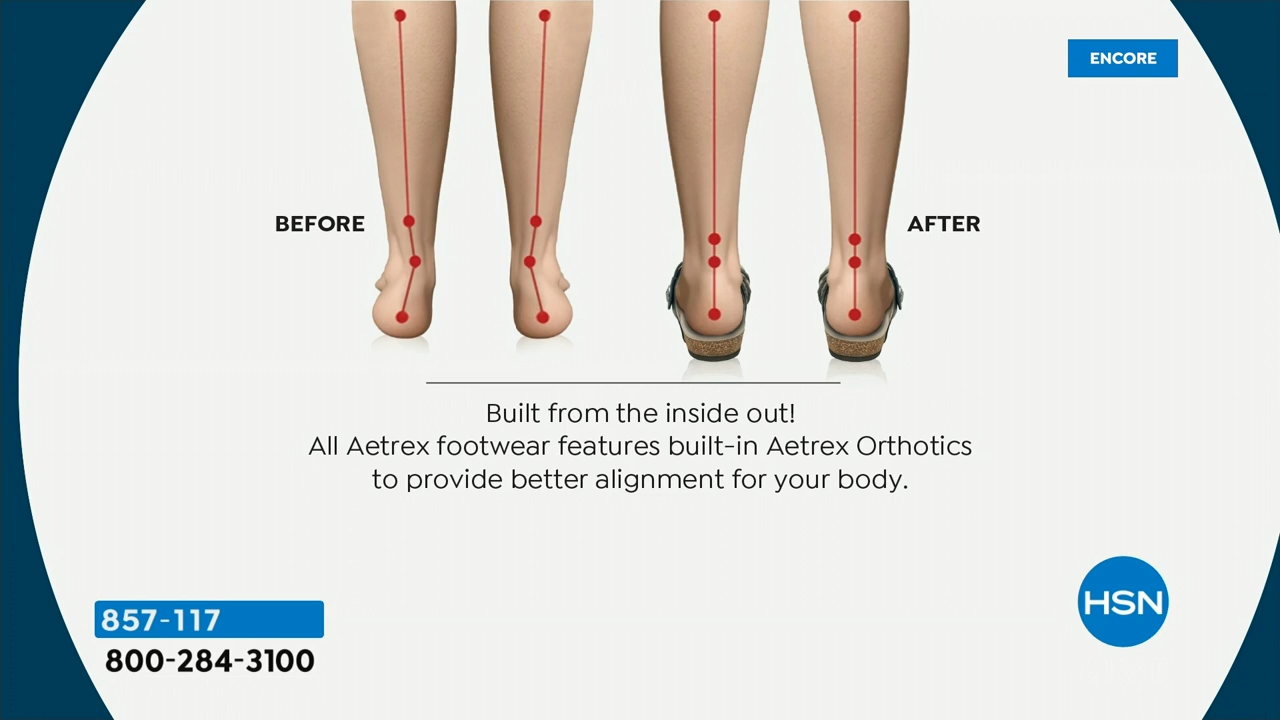 ENCORE
BEFORE
AFTER
Built from the inside out!
All Aetrex footwear features built-in Aetrex Orthotics
to provide better alignment for your body.
857-117
800-284-3100
HSN